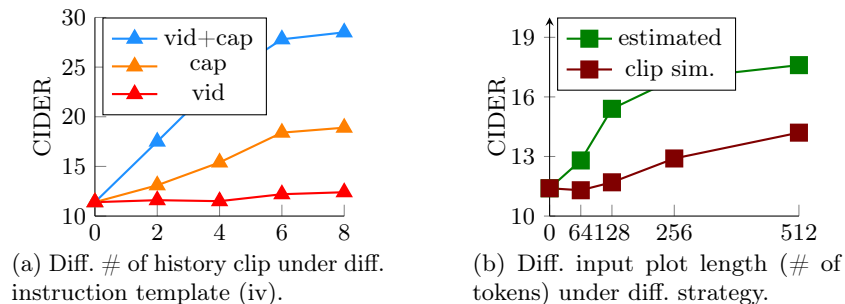 30
25
20
15
10
CIDER
vid+cap
cap
vid
0 2 4 6 8
(a) Diff. # of history clip under diff.
instruction template (iv).
19
16
13
10
CIDER
estimated
clip sim.
0 64 128 256 512
(b) Diff. input plot length (# of
tokens) under diff. strategy.